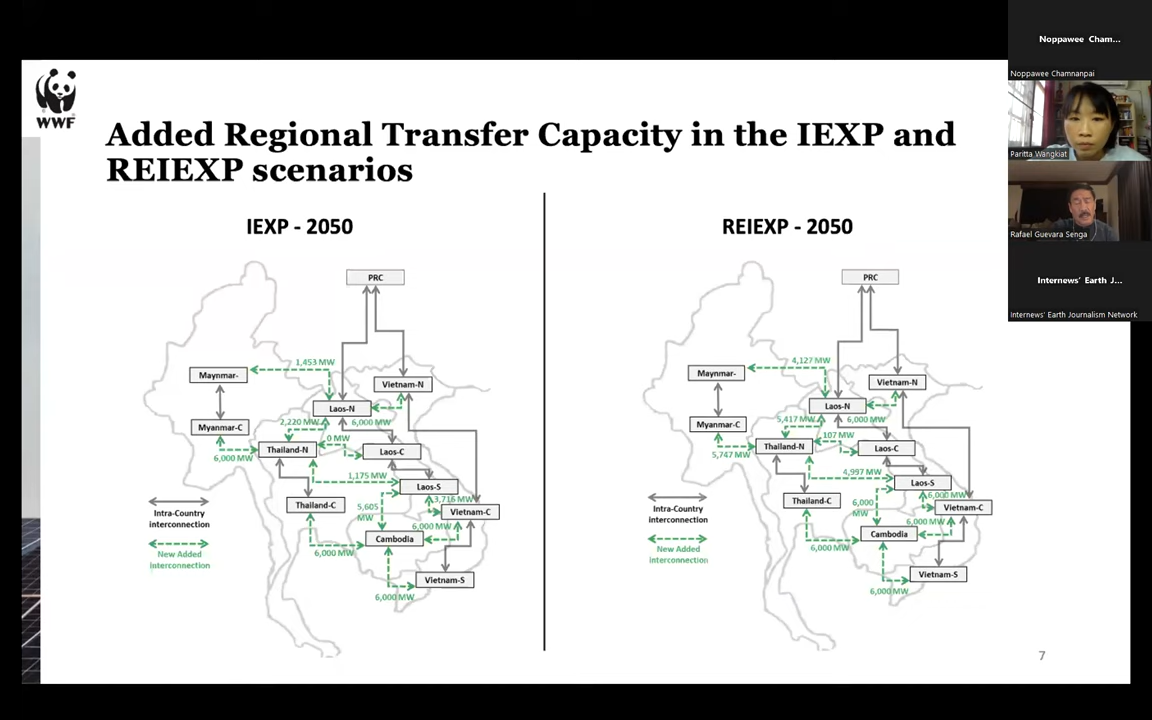 WWF
Added Regional Transfer Capacity in the IEXP and
REIEXP scenarios
IEXP - 2050
PRC
1,453 MW
Maynmar-
Vietnam-N
Laos-N
2,220 MW
6,000 MW
Myanmar-C
0 MW
6,000 MW
Thailand-N
Laos-C
1,175 MW
Laos-S
3,716 MW
Thailand-C
5,605
MW
Vietnam-C
6,000 MW
Cambodia
6,000 MW
Vietnam-S
6,000 MW
Intra-Country
interconnection
New Added
interconnection
REIEXP - 2050
PRC
4,127 MW
Maynmar-
Vietnam-N
Laos-N
5,417 MW
6,000 MW
Myanmar-C
107 MW
5,747 MW
Thailand-N
Laos-C
4,997 MW
Laos-S
6,000 MW
Thailand-C
6,000
MW
Vietnam-C
6,000 MW
Cambodia
6,000 MW
Vietnam-S
6,000 MW
Intra-Country
interconnection
New Added
interconnection
7
Noppawee Cham...
Noppawee Chamnanpai
Paritta Wangkiat
Rafael Guevara Senga
Internews' Earth J...
Internews' Earth Journalism Network